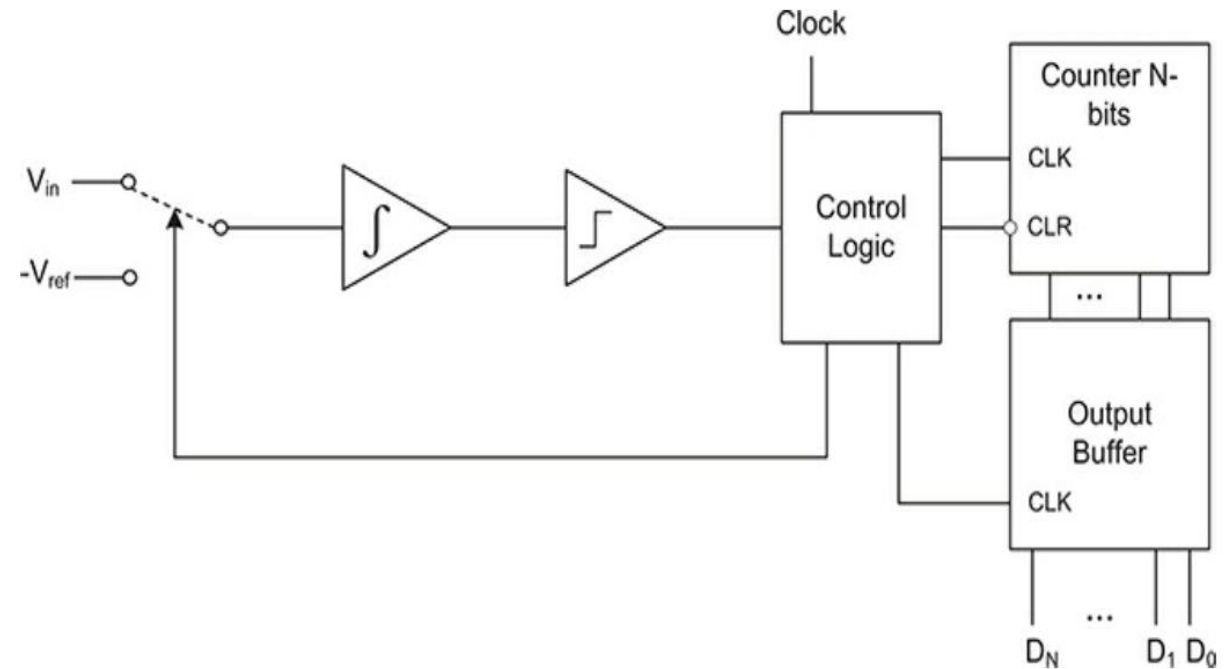 Clock
Counter N-
bits
CLK
CLR
V_in
-V_ref
∫
Control
Logic
...
Output
Buffer
CLK
...
D_N
D_1
D_0